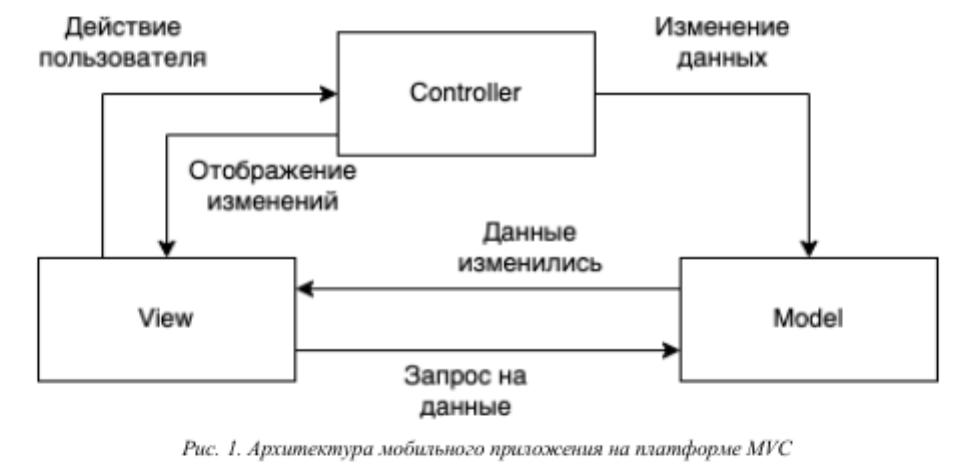 Действие
пользователя
Controller
Изменение
данных
Отображение
изменений
Данные
изменились
View
Model
Запрос на
данные
Рис. 1. Архитектура мобильного приложения на платформе MVC